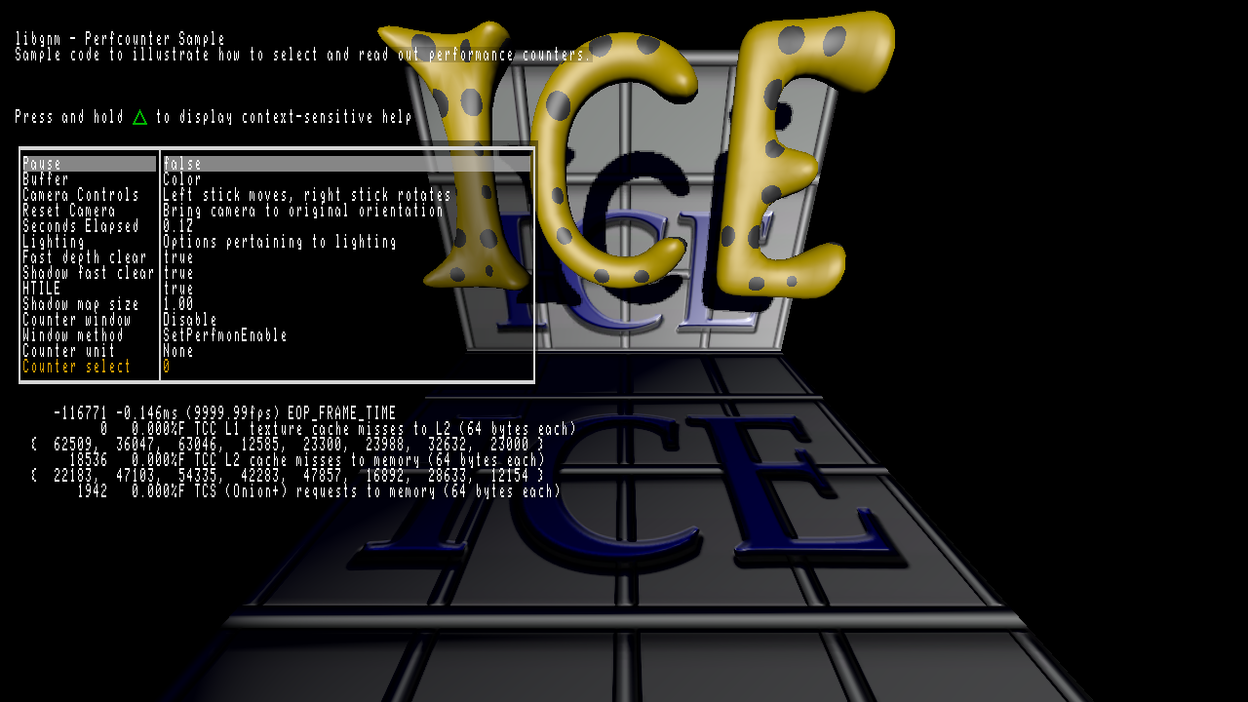 libgnm - Perfcounter Sample
Sample code to illustrate how to select and read out performance counters.
Press and hold △ to display context-sensitive help
Pause false
Buffer Color
Camera Controls Left stick moves, right stick rotates
Reset Camera Bring camera to original orientation
Seconds Elapsed 0.12
Lighting Options pertaining to lighting
Fast depth clear true
Shadow fast clear true
HTILE true
Shadow map size 1.00
Counter window Disable
Window method SetPerfmonEnable
Counter unit None
Counter select 0
-116771 -0.146ms (9999.99fps) EOP_FRAME_TIME
0 0.000%F TCC L1 texture cache misses to L2 (64 bytes each)
{ 62509, 36047, 63046, 12585, 23300, 23988, 32632, 23000 }
18536 0.000%F TCC L2 cache misses to memory (64 bytes each)
{ 22183, 47103, 54335, 42283, 47857, 16892, 28633, 12154 }
1942 0.000%F TCS (Onion+) requests to memory (64 bytes each)
ICE
ICE
ICE